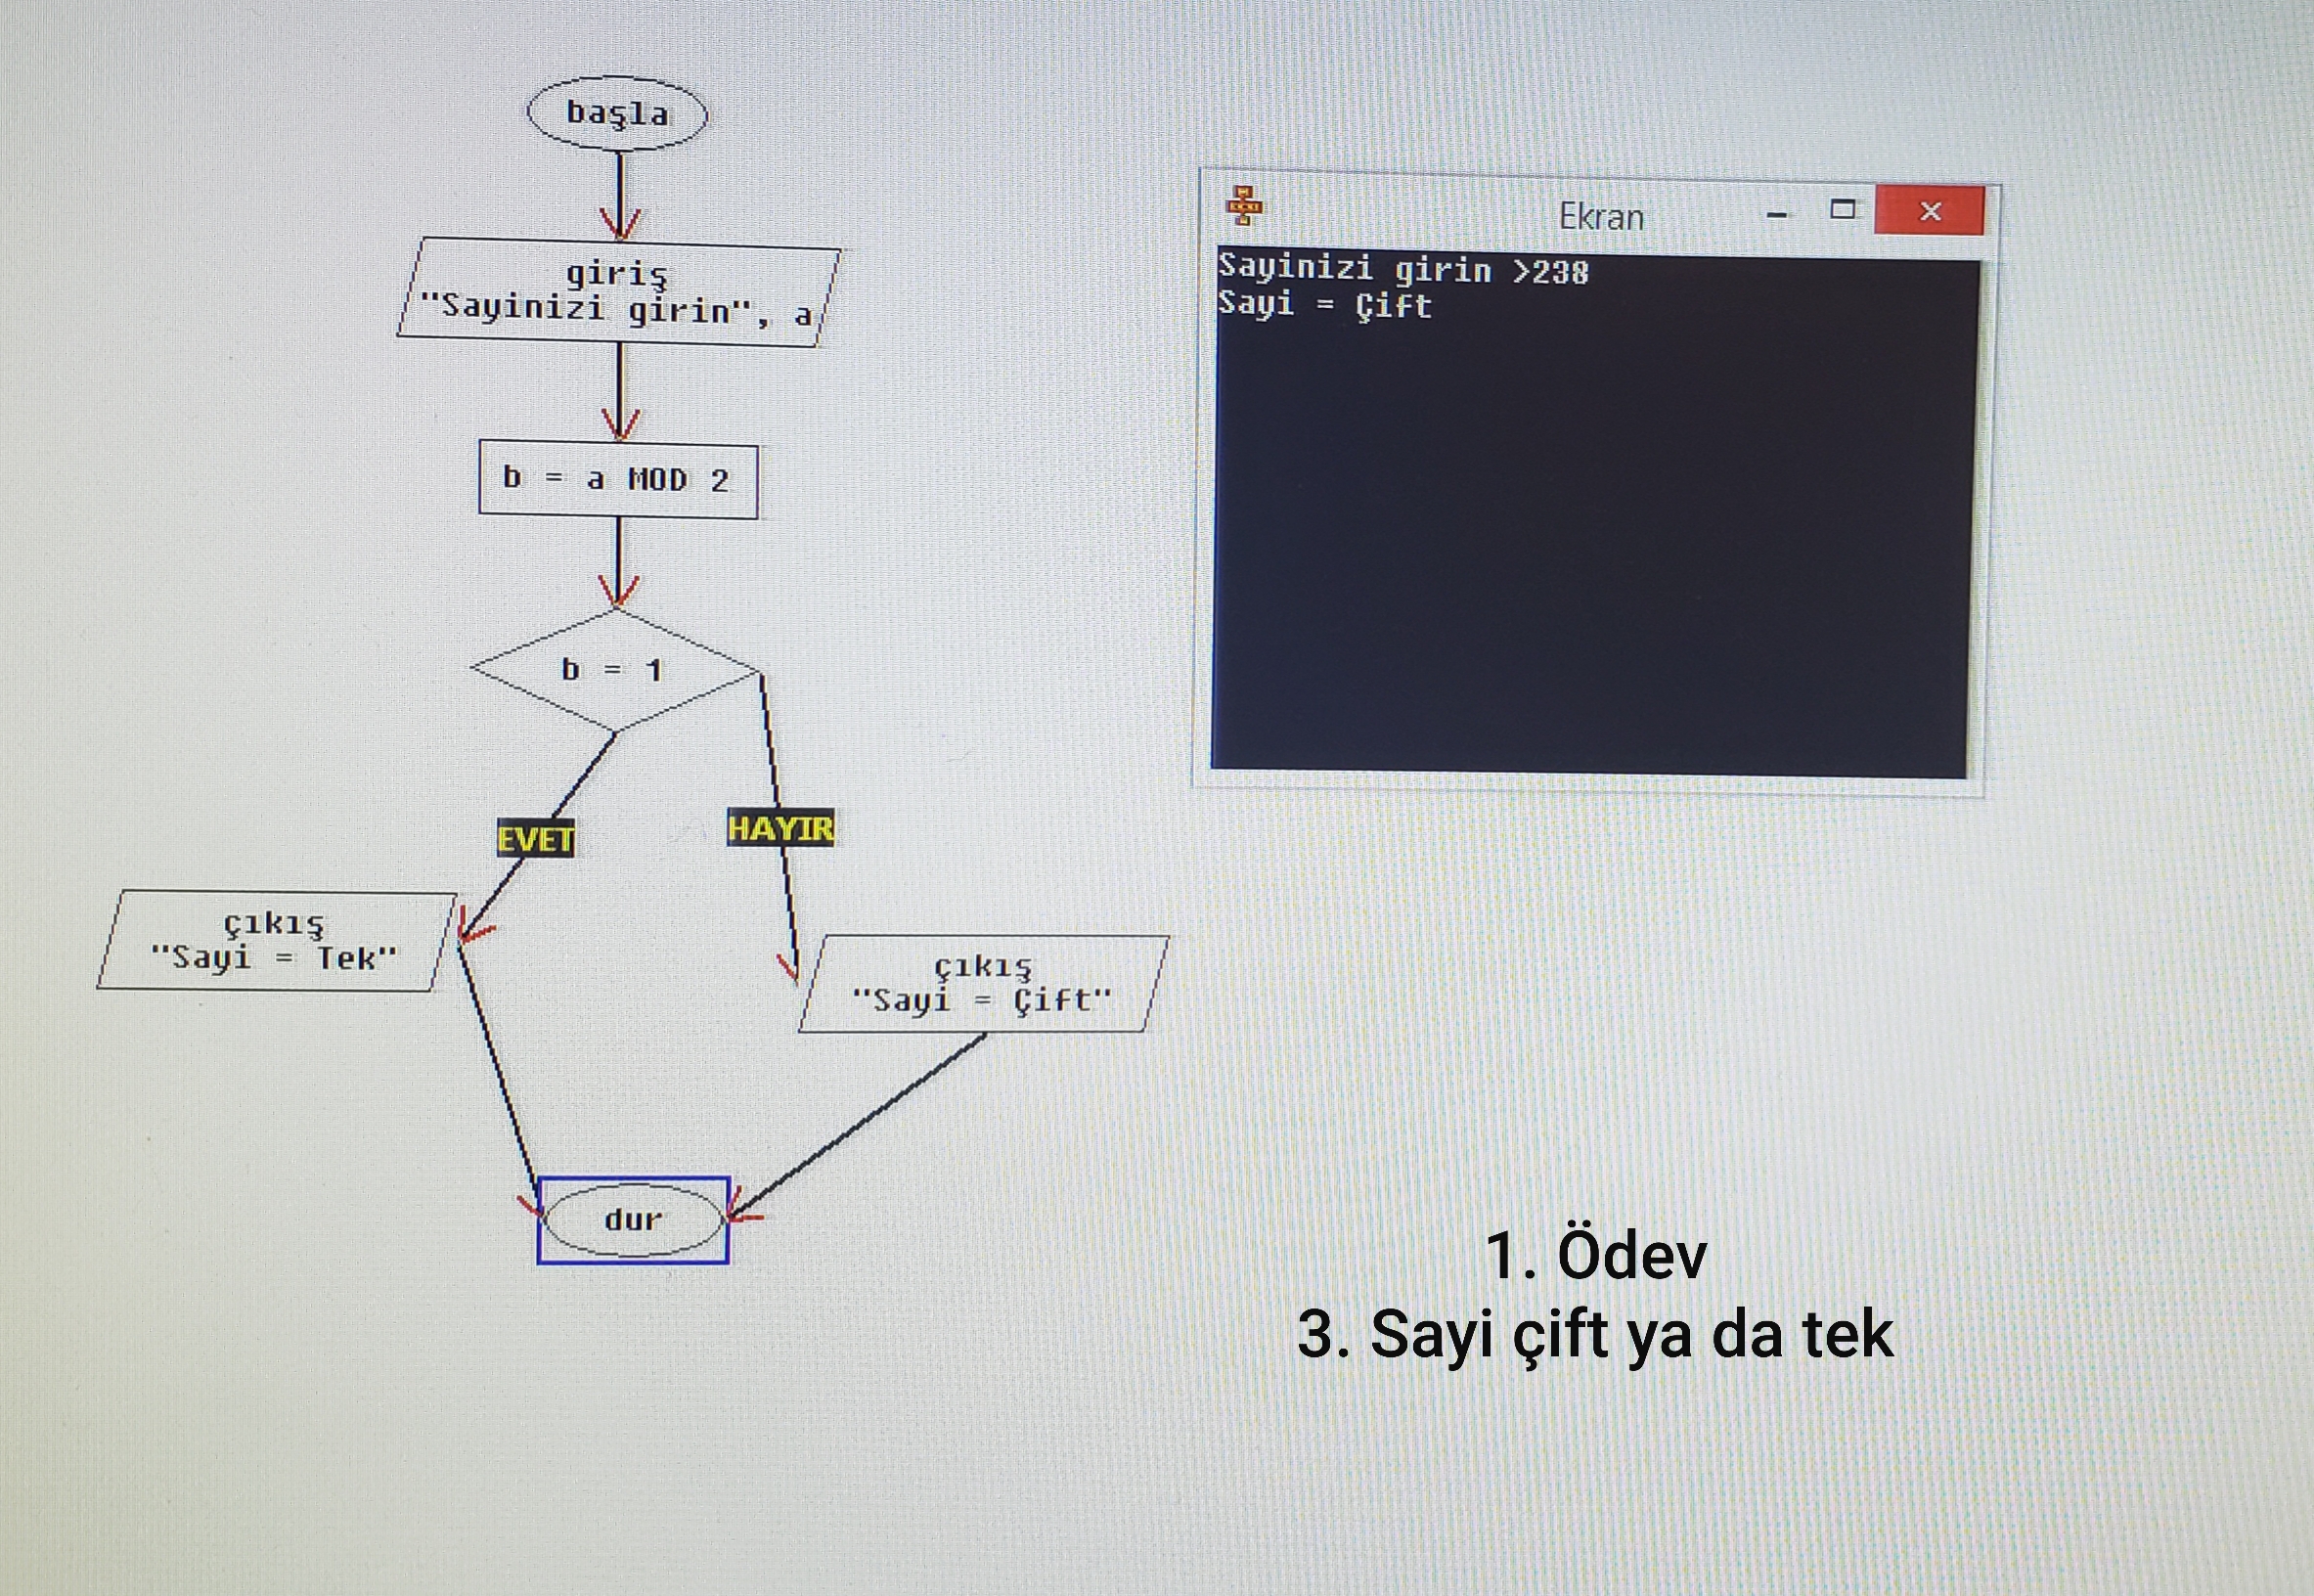 başla
giriş
"Sayinizi girin", a
b = a MOD 2
b = 1
EVET
HAYIR
çıkış
"Sayi = Tek"
çıkış
"Sayi = Çift"
dur
Ekran
Sayinizi girin >238
Sayi = Çift
1. Ödev
3. Sayi çift ya da tek